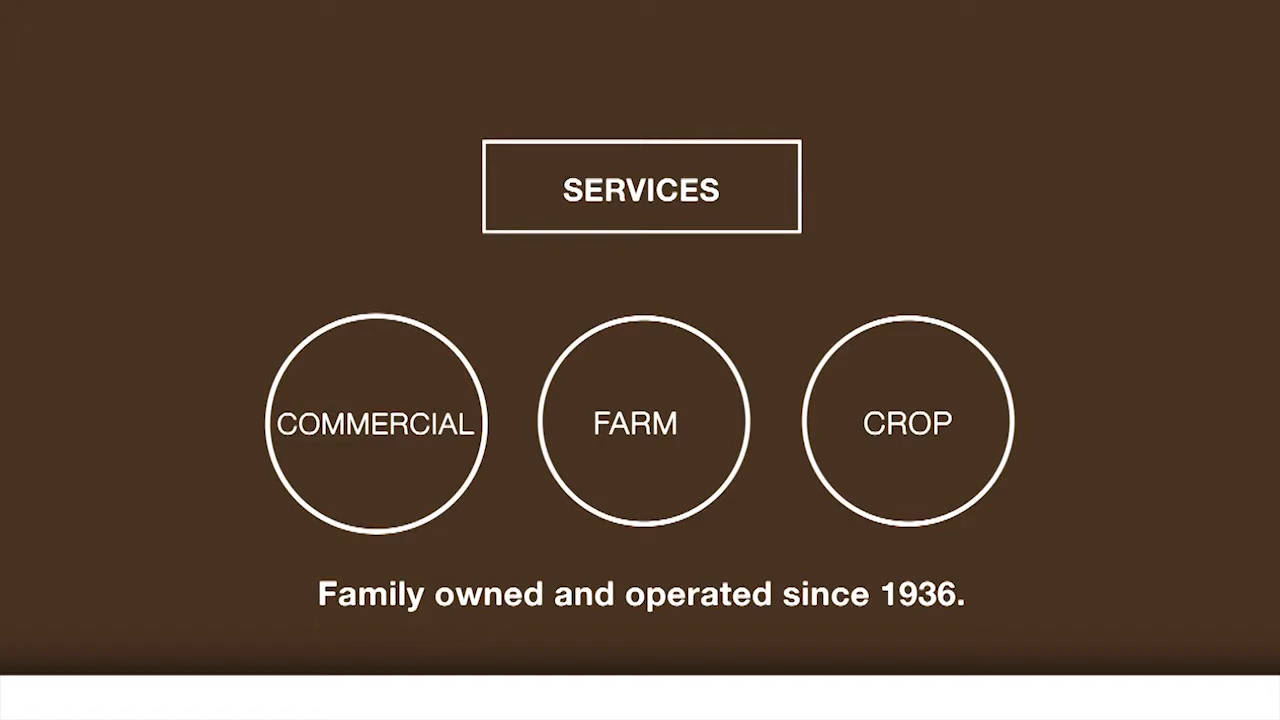 SERVICES
COMMERCIAL FARM CROP
Family owned and operated since 1936.